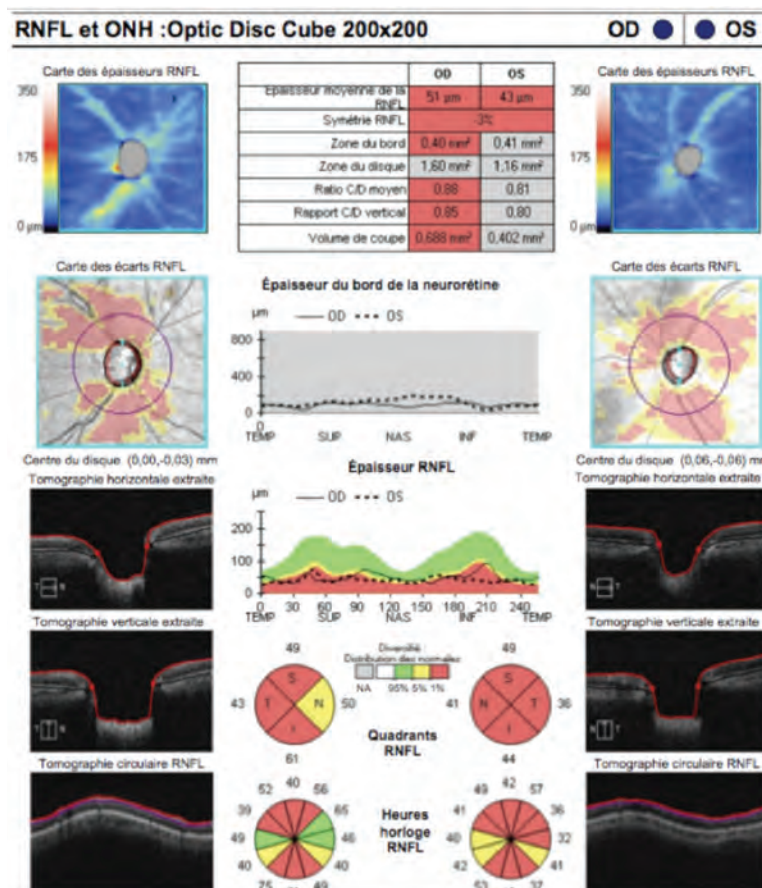 RNFL et ONH :Optic Disc Cube 200x200 OD OS
Carte des épaisseurs RNFL
350
175
0 µm
OD OS
Epaisseur moyenne de la RNFL 51 µm 43 µm
Symétrie RNFL -3%
Zone du bord 0,40 mm² 0,41 mm²
Zone du disque 1,60 mm² 1,16 mm²
Ratio C/D moyen 0.88 0.81
Rapport C/D vertical 0.85 0.80
Volume de coupe 0,688 mm³ 0,402 mm³
Carte des épaisseurs RNFL
350
175
0 µm
Carte des écarts RNFL
Épaisseur du bord de la neurorétine
µm OD OS
800
400
0
TEMP SUP NAS INF TEMP
Carte des écarts RNFL
Centre du disque (0,00,-0,03) mm
Épaisseur RNFL
Centre du disque (0,06,-0,06) m
Tomographie horizontale extraite
T N
µm OD OS
200
100
0
0 30 60 90 120 150 180 210 240
TEMP SUP NAS INF TEMP
Tomographie horizontale extraite
Tomographie verticale extraite
Diversifié
Distribution des normales
NA 95% 5% 1%
Tomographie verticale extraite
49
43 S T N I 50
61
Quadrants
RNFL
49
41 S N T I 36
44
Tomographie circulaire RNFL
Heures
horloge
RNFL
Tomographie circulaire RNFL
52 40 56
39 65
49 46
40 40
75 49
49 42 57
41 36
40 32
42 41
53 37